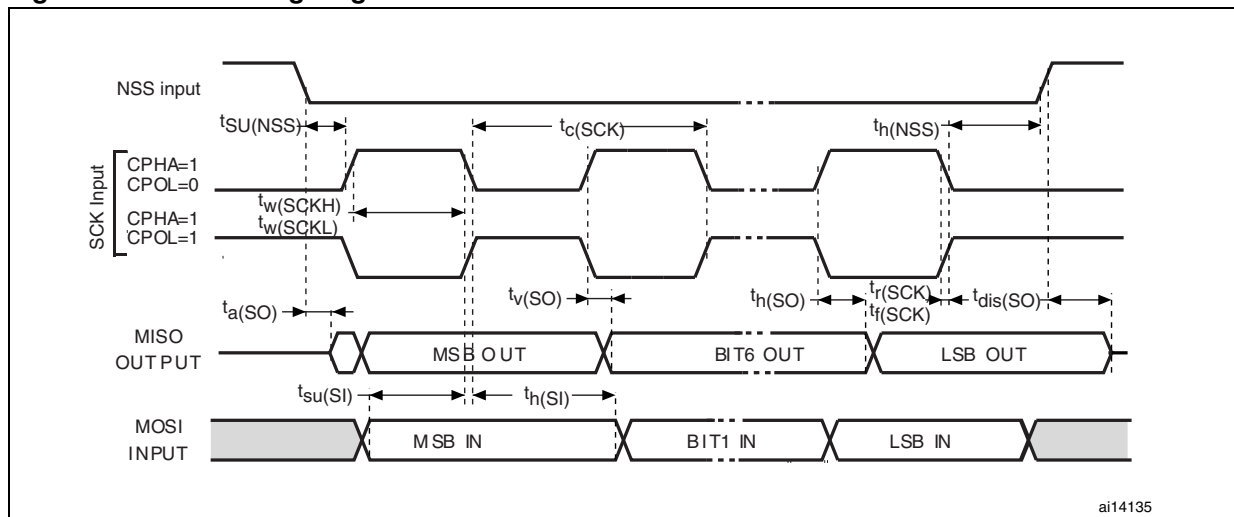 NSS input
tSU(NSS)
tc(SCK)
th(NSS)
SCK Input
CPHA=1
CPOL=0
tw(SCKH)
tw(SCKL)
CPHA=1
CPOL=1
ta(SO)
tv(SO)
th(SO)
tr(SCK)
tf(SCK)
tdis(SO)
MISO
OUTPUT
MSB OUT
BIT6 OUT
LSB OUT
tsu(SI)
th(SI)
MOSI
INPUT
MSB IN
BIT1 IN
LSB IN
ai14135